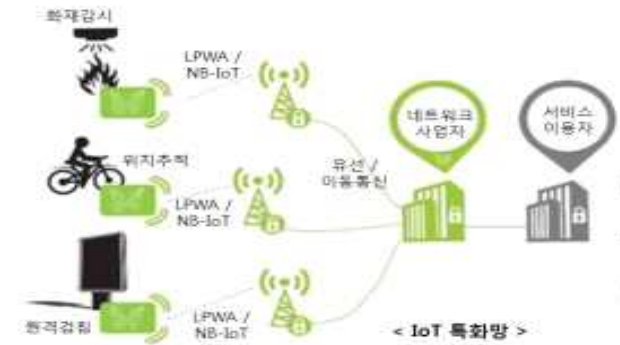 화재감시
LPWA /
NB-IoT
네트워크
사업자
서비스
이용자
위치추적
유선 /
이동통신
LPWA /
NB-IoT
원격검침
LPWA /
NB-IoT
< IoT 특화망 >